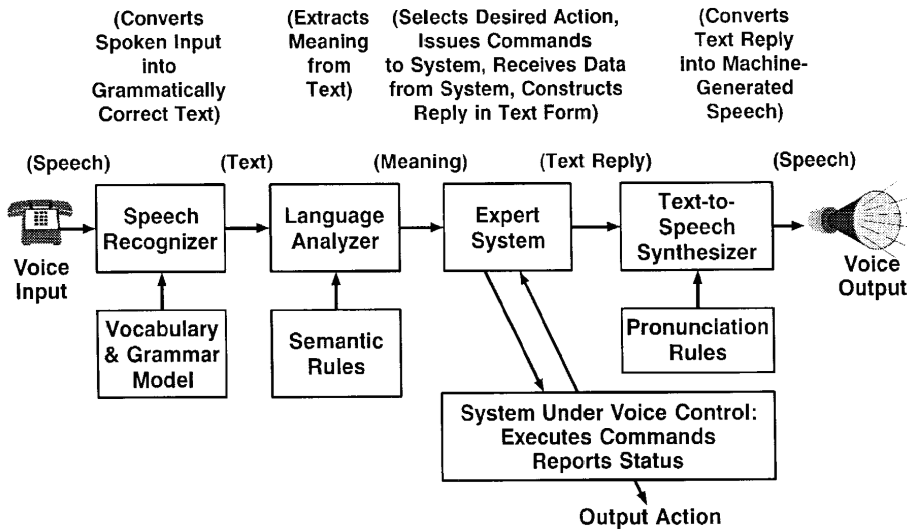 (Converts
Spoken Input
into
Grammatically
Correct Text)
(Extracts
Meaning
from
Text)
(Selects Desired Action,
Issues Commands
to System, Receives Data
from System, Constructs
Reply in Text Form)
(Converts
Text Reply
into Machine-
Generated
Speech)
(Speech)
(Text)
(Meaning)
(Text Reply)
(Speech)
Voice
Input
Speech
Recognizer
Language
Analyzer
Expert
System
Text-to-
Speech
Synthesizer
Voice
Output
Vocabulary
& Grammar
Model
Semantic
Rules
Pronunciation
Rules
System Under Voice Control:
Executes Commands
Reports Status
Output Action